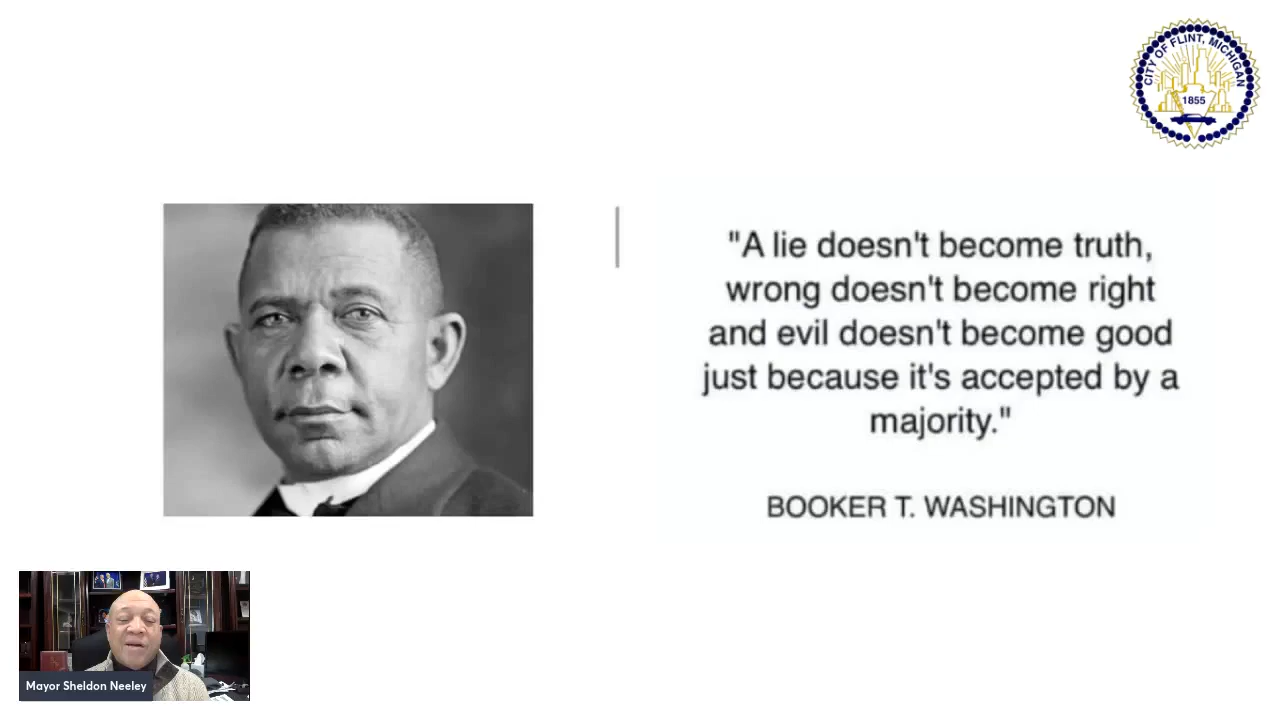 CITY OF FLINT, MICHIGAN
1855
"A lie doesn't become truth,
wrong doesn't become right
and evil doesn't become good
just because it's accepted by a
majority."
BOOKER T. WASHINGTON
Mayor Sheldon Neeley